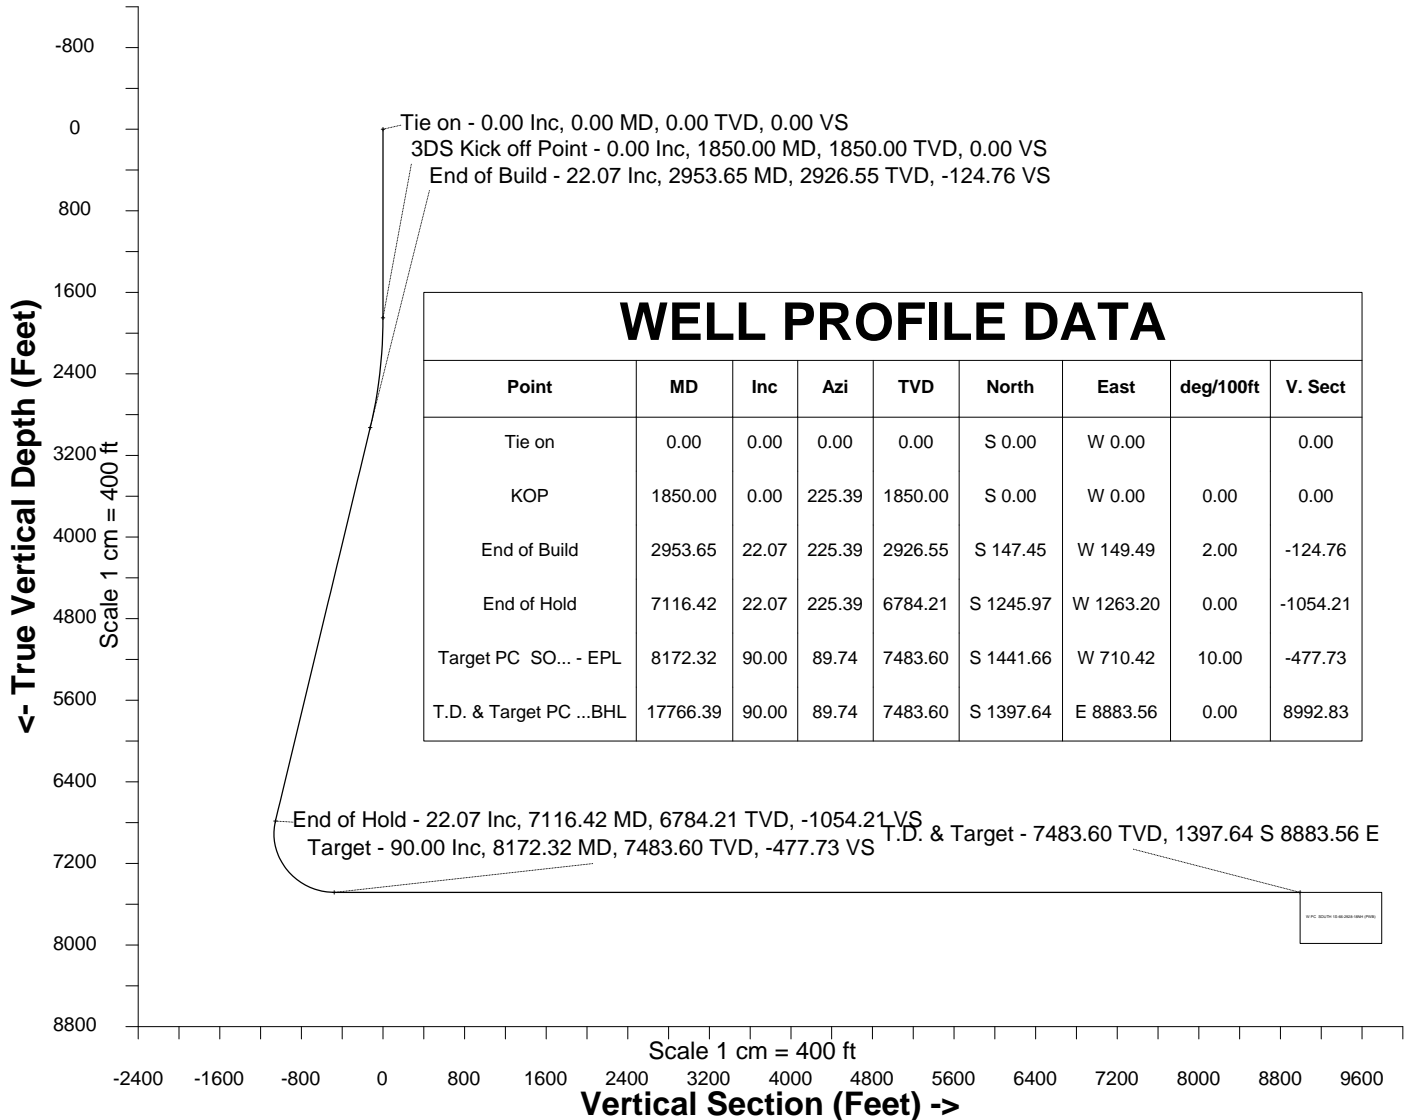 -800
0
800
1600
2400
3200
4000
4800
5600
6400
7200
8000
8800
<- True Vertical Depth (Feet)
Scale 1 cm = 400 ft
Tie on - 0.00 Inc, 0.00 MD, 0.00 TVD, 0.00 VS
3DS Kick off Point - 0.00 Inc, 1850.00 MD, 1850.00 TVD, 0.00 VS
End of Build - 22.07 Inc, 2953.65 MD, 2926.55 TVD, -124.76 VS
WELL PROFILE DATA
Point MD Inc Azi TVD North East deg/100ft V. Sect
Tie on 0.00 0.00 0.00 0.00 S 0.00 W 0.00 0.00
KOP 1850.00 0.00 225.39 1850.00 S 0.00 W 0.00 0.00 0.00
End of Build 2953.65 22.07 225.39 2926.55 S 147.45 W 149.49 2.00 -124.76
End of Hold 7116.42 22.07 225.39 6784.21 S 1245.97 W 1263.20 0.00 -1054.21
Target PC SO... - EPL 8172.32 90.00 89.74 7483.60 S 1441.66 W 710.42 10.00 -477.73
T.D. & Target PC ...BHL 17766.39 90.00 89.74 7483.60 S 1397.64 E 8883.56 0.00 8992.83
End of Hold - 22.07 Inc, 7116.42 MD, 6784.21 TVD, -1054.21 VS
Target - 90.00 Inc, 8172.32 MD, 7483.60 TVD, -477.73 VS
T.D. & Target - 7483.60 TVD, 1397.64 S 8883.56 E
Scale 1 cm = 400 ft
-2400 -1600 -800 0 800 1600 2400 3200 4000 4800 5600 6400 7200 8000 8800 9600
Vertical Section (Feet) ->